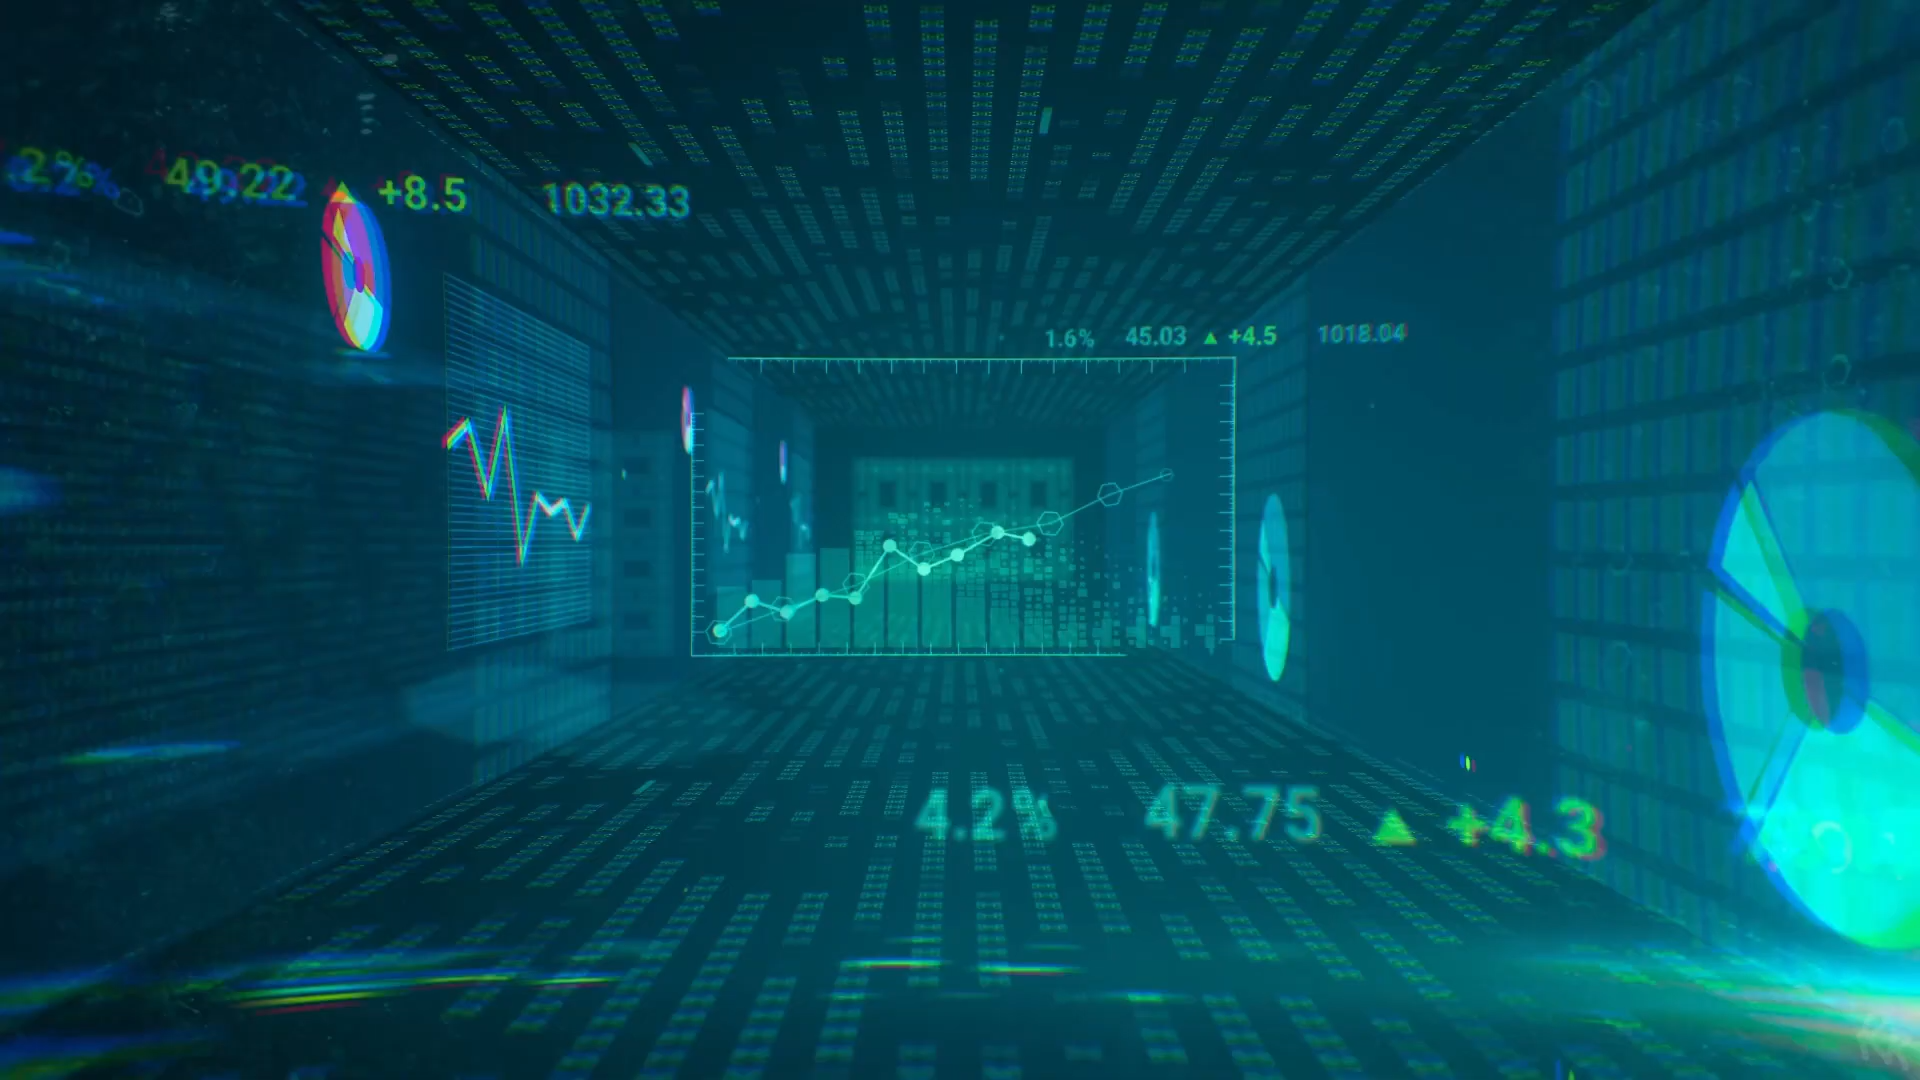 .2% 49.22 ▲ +8.5 1032.33
1.6% 45.03 ▲ +4.5 1018.04
4.2% 47.75 ▲ +4.3